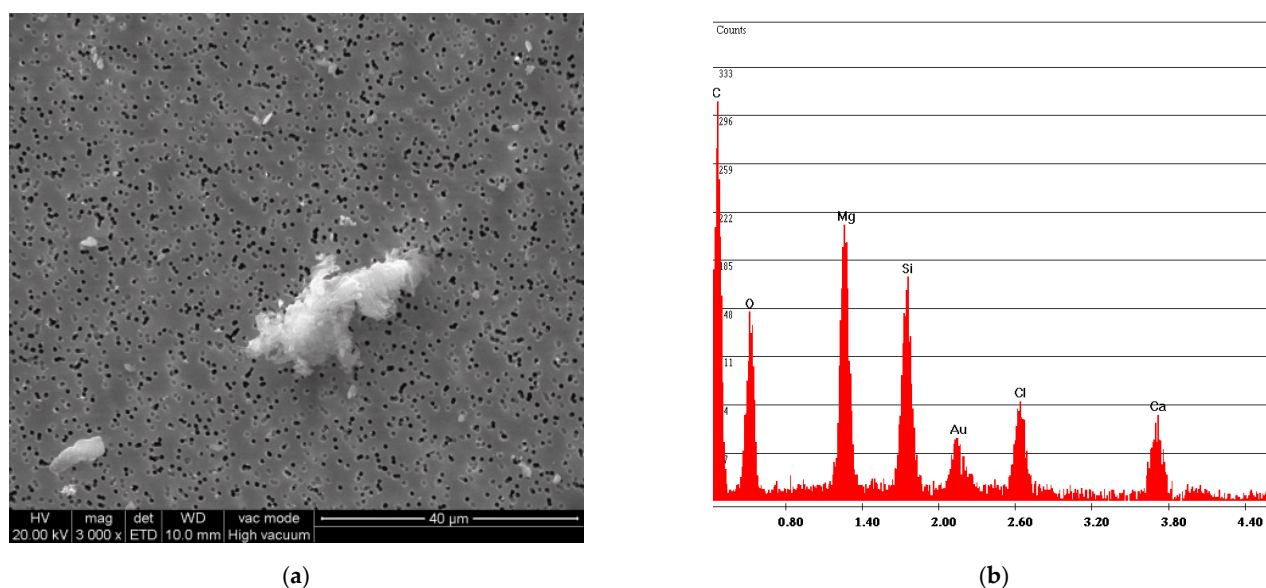 Counts
333
C
296
259
222
Mg
185
Si
O
48
11
4
Cl
Ca
Au
7
0.80 1.40 2.00 2.60 3.20 3.80 4.40
HV mag det WD vac mode 40 µm
20.00 kV 3 000 x ETD 10.0 mm High vacuum
(a) (b)